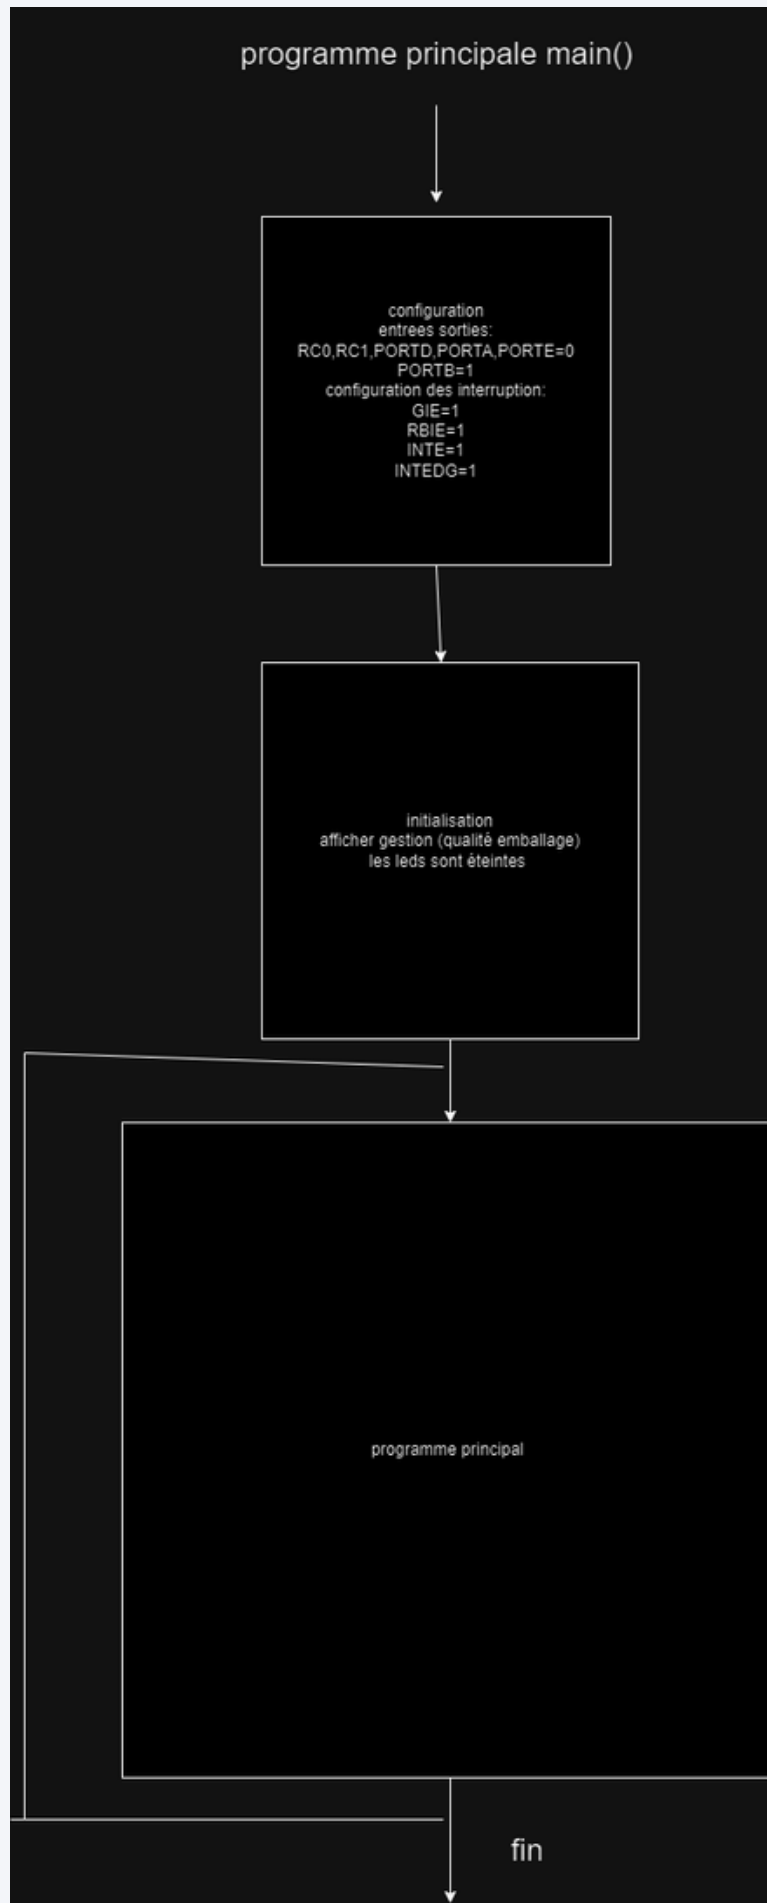 programme principale main()
configuration
entrees sorties:
RC0,RC1,PORTD,PORTA,PORTE=0
PORTB=1
configuration des interruption:
GIE=1
RBIE=1
INTE=1
INTEDG=1
initialisation
afficher gestion (qualité emballage)
les leds sont éteintes
programme principal
fin